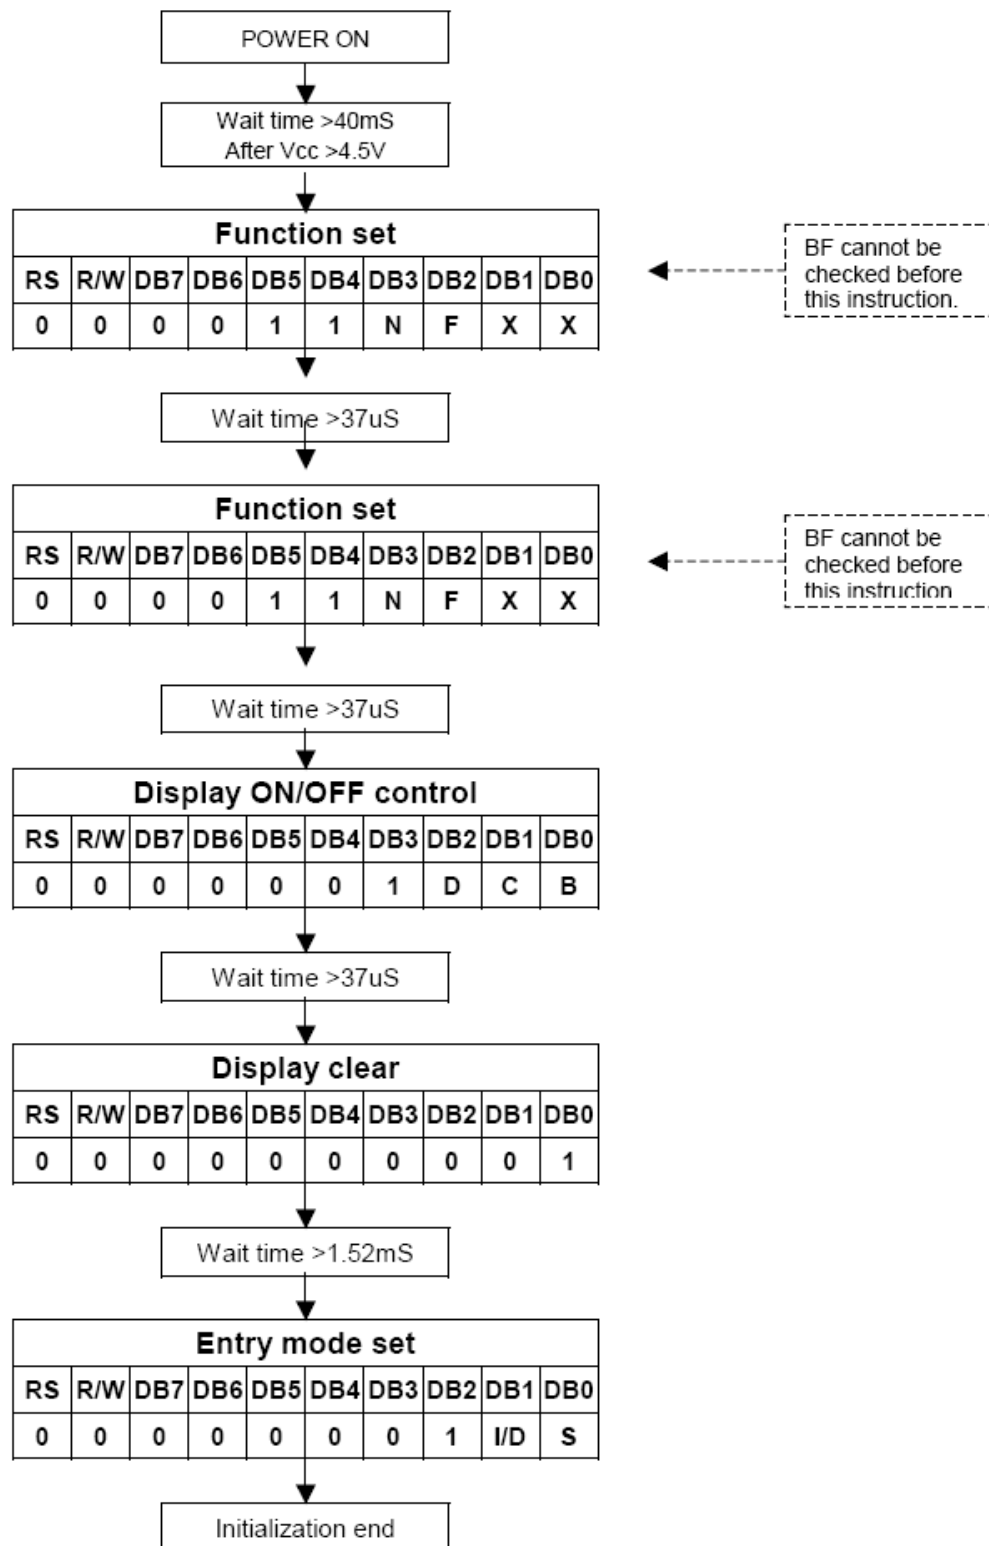 POWER ON
Wait time >40mS
After Vcc >4.5V
Function set
RS R/W DB7 DB6 DB5 DB4 DB3 DB2 DB1 DB0
0 0 0 0 1 1 N F X X
BF cannot be
checked before
this instruction.
Wait time >37uS
Function set
RS R/W DB7 DB6 DB5 DB4 DB3 DB2 DB1 DB0
0 0 0 0 1 1 N F X X
BF cannot be
checked before
this instruction
Wait time >37uS
Display ON/OFF control
RS R/W DB7 DB6 DB5 DB4 DB3 DB2 DB1 DB0
0 0 0 0 0 0 1 D C B
Wait time >37uS
Display clear
RS R/W DB7 DB6 DB5 DB4 DB3 DB2 DB1 DB0
0 0 0 0 0 0 0 0 0 1
Wait time >1.52mS
Entry mode set
RS R/W DB7 DB6 DB5 DB4 DB3 DB2 DB1 DB0
0 0 0 0 0 0 0 1 I/D S
Initialization end